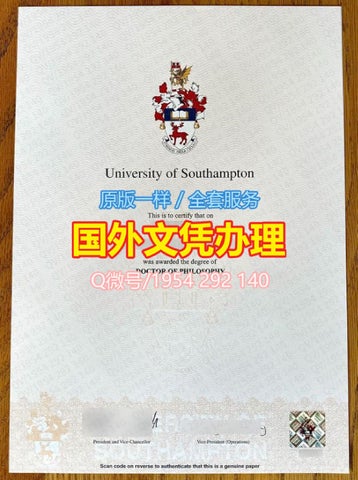 University of Southampton
原版一样 / 全套服务
This is to certify that on
国外文凭办理
was awarded the degree of
DOCTOR OF PHILOSOPHY
Q微号/1954 292 140
President and Vice-Chancellor
Vice-President (Operations)
SOUTHAMPTON
Scan code on reverse to authenticate that this is a genuine paper